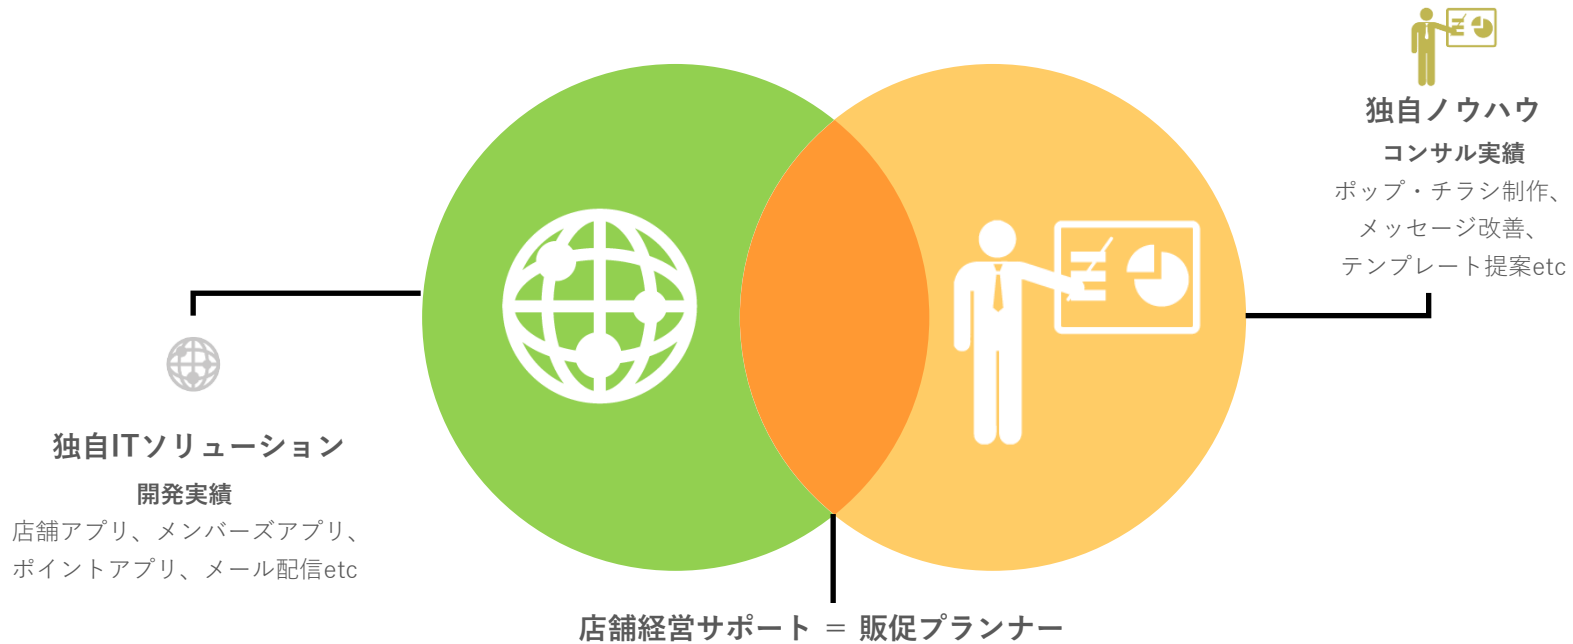 独自ノウハウ
コンサル実績
ポップ・チラシ制作、
メッセージ改善、
テンプレート提案etc
独自ITソリューション
開発実績
店舗アプリ、メンバーズアプリ、
ポイントアプリ、メール配信etc
店舗経営サポート ＝ 販促プランナー